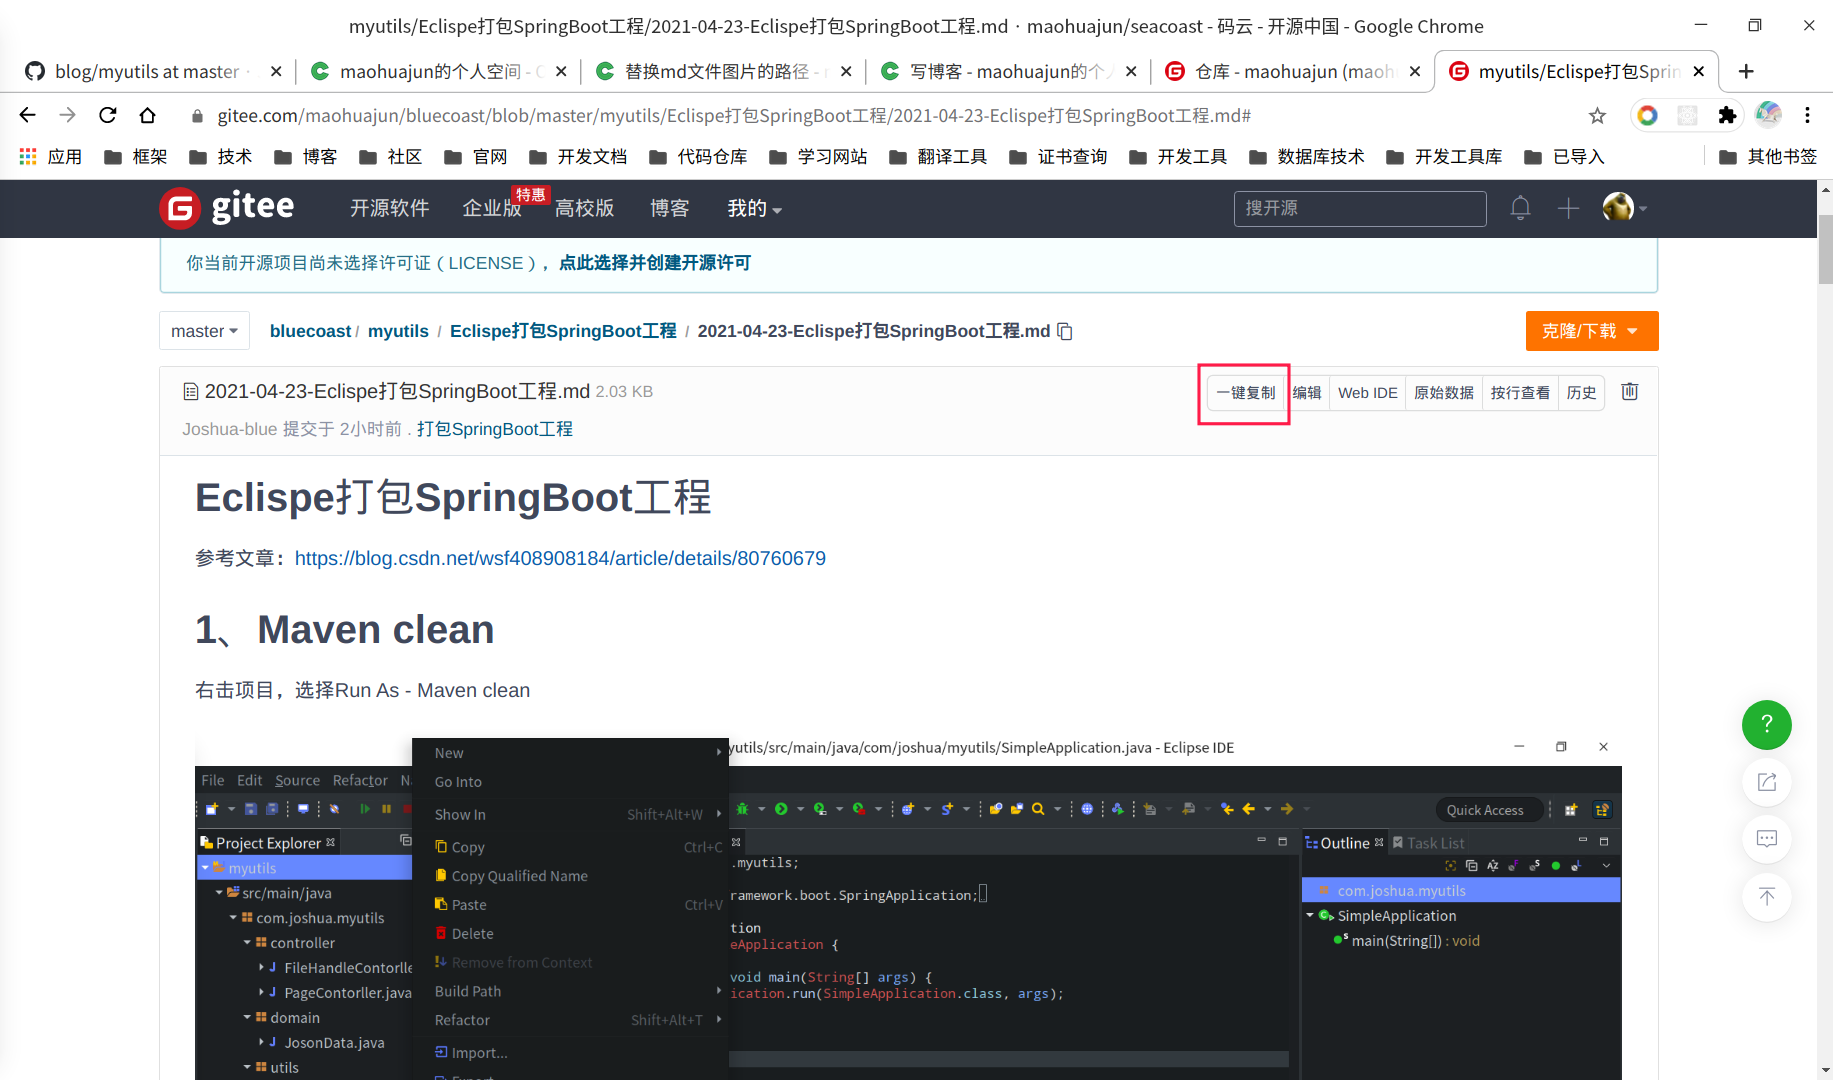 myutils/Eclispe打包SpringBoot工程/2021-04-23-Eclispe打包SpringBoot工程.md · maohuajun/seacoast - 码云 - 开源中国 - Google Chrome
blog/myutils at master
maohuajun的个人空间 - 
替换md文件图片的路径 - 
写博客 - maohuajun的个
仓库 - maohuajun (maoh
myutils/Eclispe打包Sprin
gitee.com/maohuajun/bluecoast/blob/master/myutils/Eclispe打包SpringBoot工程/2021-04-23-Eclispe打包SpringBoot工程.md#
应用 框架 技术 博客 社区 官网 开发文档 代码仓库 学习网站 翻译工具 证书查询 开发工具 数据库技术 开发工具库 已导入 其他书签
gitee 开源软件 企业版 特惠 高校版 博客 我的 搜开源
你当前开源项目尚未选择许可证（LICENSE），点此选择并创建开源许可
master bluecoast / myutils / Eclispe打包SpringBoot工程 / 2021-04-23-Eclispe打包SpringBoot工程.md 克隆/下载
2021-04-23-Eclispe打包SpringBoot工程.md 2.03 KB 一键复制 编辑 Web IDE 原始数据 按行查看 历史
Joshua-blue 提交于 2小时前 . 打包SpringBoot工程
Eclispe打包SpringBoot工程
参考文章：https://blog.csdn.net/wsf408908184/article/details/80760679
1、 Maven clean
右击项目，选择Run As - Maven clean
yutils/src/main/java/com/joshua/myutils/SimpleApplication.java - Eclipse IDE
File Edit Source Refactor
Quick Access
Project Explorer
myutils
src/main/java
com.joshua.myutils
controller
FileHandleContorlle
PageContorller.java
domain
JosonData.java
utils
New
Go Into
Show In Shift+Alt+W
Copy Ctrl+C
Copy Qualified Name
Paste Ctrl+V
Delete
Remove from Context
Build Path
Refactor Shift+Alt+T
Import...
.myutils;
ramework.boot.SpringApplication;
tion
eApplication {
void main(String[] args) {
ication.run(SimpleApplication.class, args);
Outline Task List
com.joshua.myutils
SimpleApplication
main(String[]) : void